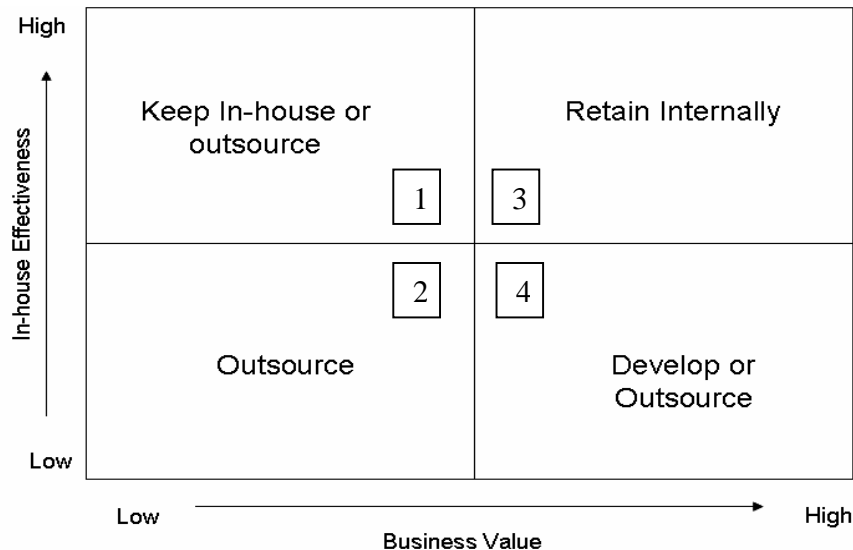 High
Keep In-house or
outsource
Retain Internally
1
3
In-house Effectiveness
2
4
Outsource
Develop or
Outsource
Low
Low
High
Business Value